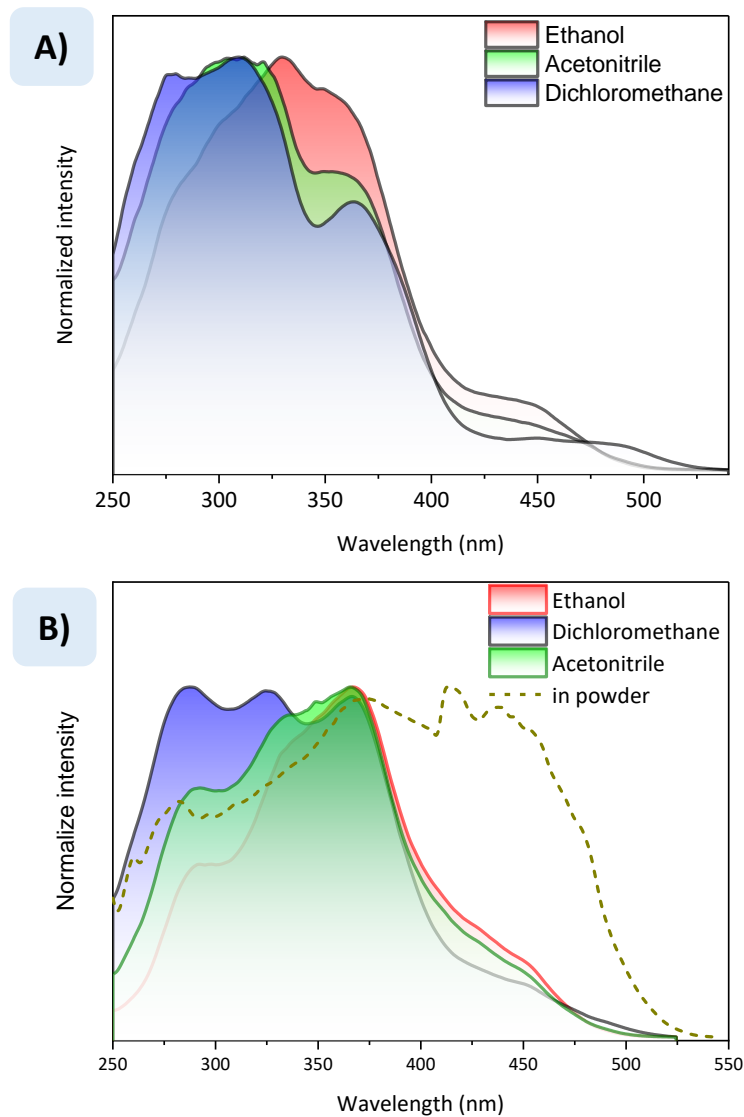 A)
Ethanol
Acetonitrile
Dichloromethane
Normalized intensity
250 300 350 400 450 500
Wavelength (nm)
B)
Ethanol
Dichloromethane
Acetonitrile
in powder
Normalize intensity
250 300 350 400 450 500 550
Wavelength (nm)